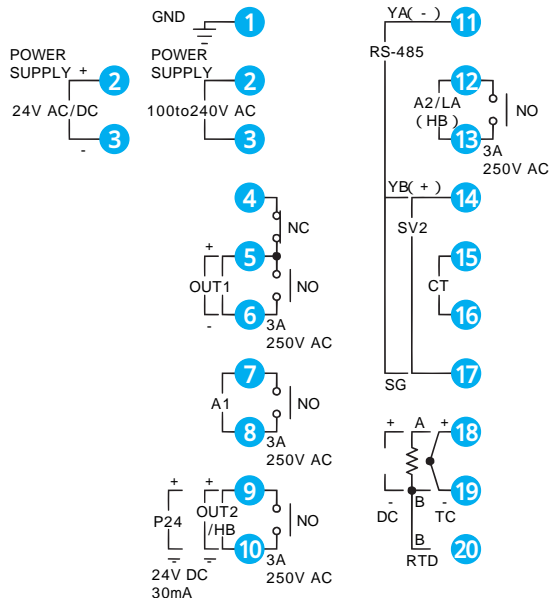 GND
1
POWER
SUPPLY +
2
24V AC/DC
-
3
POWER
SUPPLY
2
100to240V AC
3
4
NC
+
5
OUT1
NO
-
6
3A
250V AC
7
A1
NO
8
3A
250V AC
+
P24
24V DC
30mA
+
9
OUT2
/HB
NO
10
3A
250V AC
YA( - )
11
RS-485
12
A2/LA
( HB )
NO
13
3A
250V AC
YB( + )
14
SV2
15
CT
16
17
SG
+
A
+
18
-
B
-
19
DC
TC
B
20
RTD